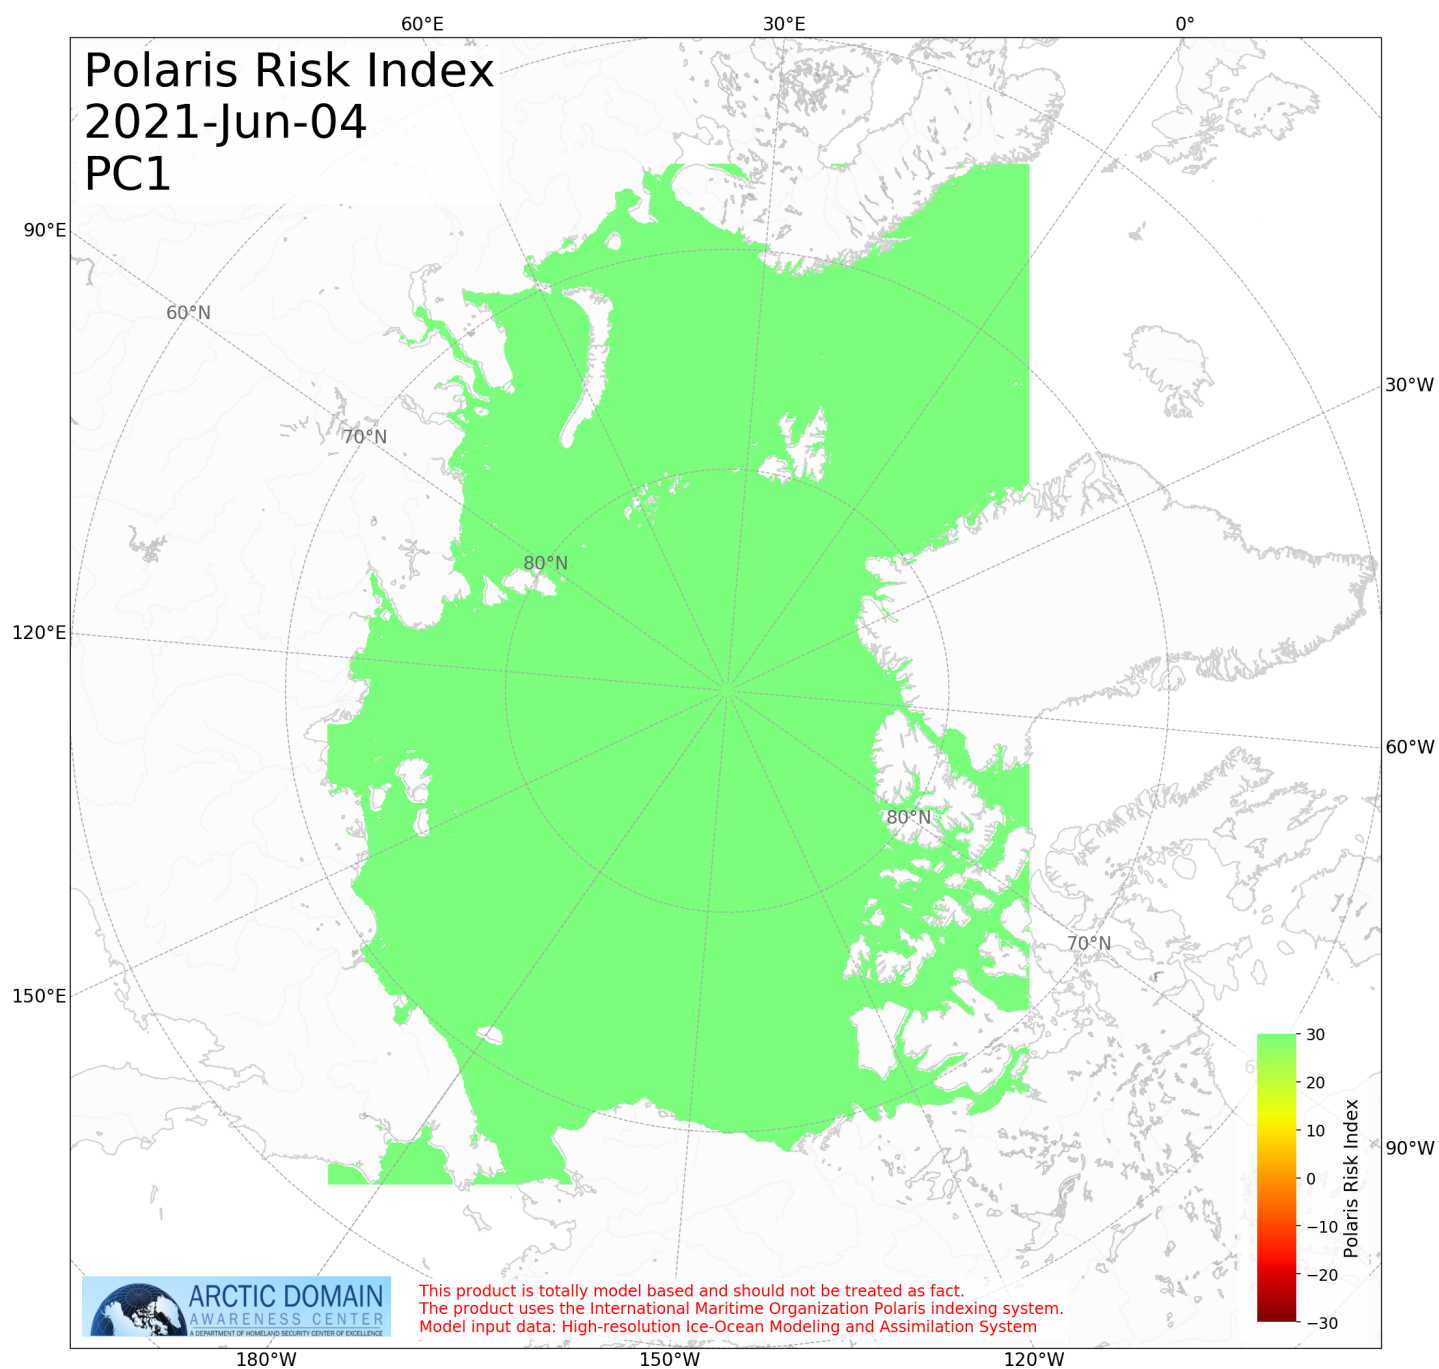 60°E
30°E
0°
Polaris Risk Index
2021-Jun-04
PC1
90°E
60°N
30°W
70°N
80°N
120°E
60°W
80°N
70°N
150°E
30
20
10
0
−10
−20
−30
Polaris Risk Index
90°W
ARCTIC DOMAIN
AWARENESS CENTER
A DEPARTMENT OF HOMELAND SECURITY CENTER OF EXCELLENCE
This product is totally model based and should not be treated as fact.
The product uses the International Maritime Organization Polaris indexing system.
Model input data: High-resolution Ice-Ocean Modeling and Assimilation System
180°W
150°W
120°W